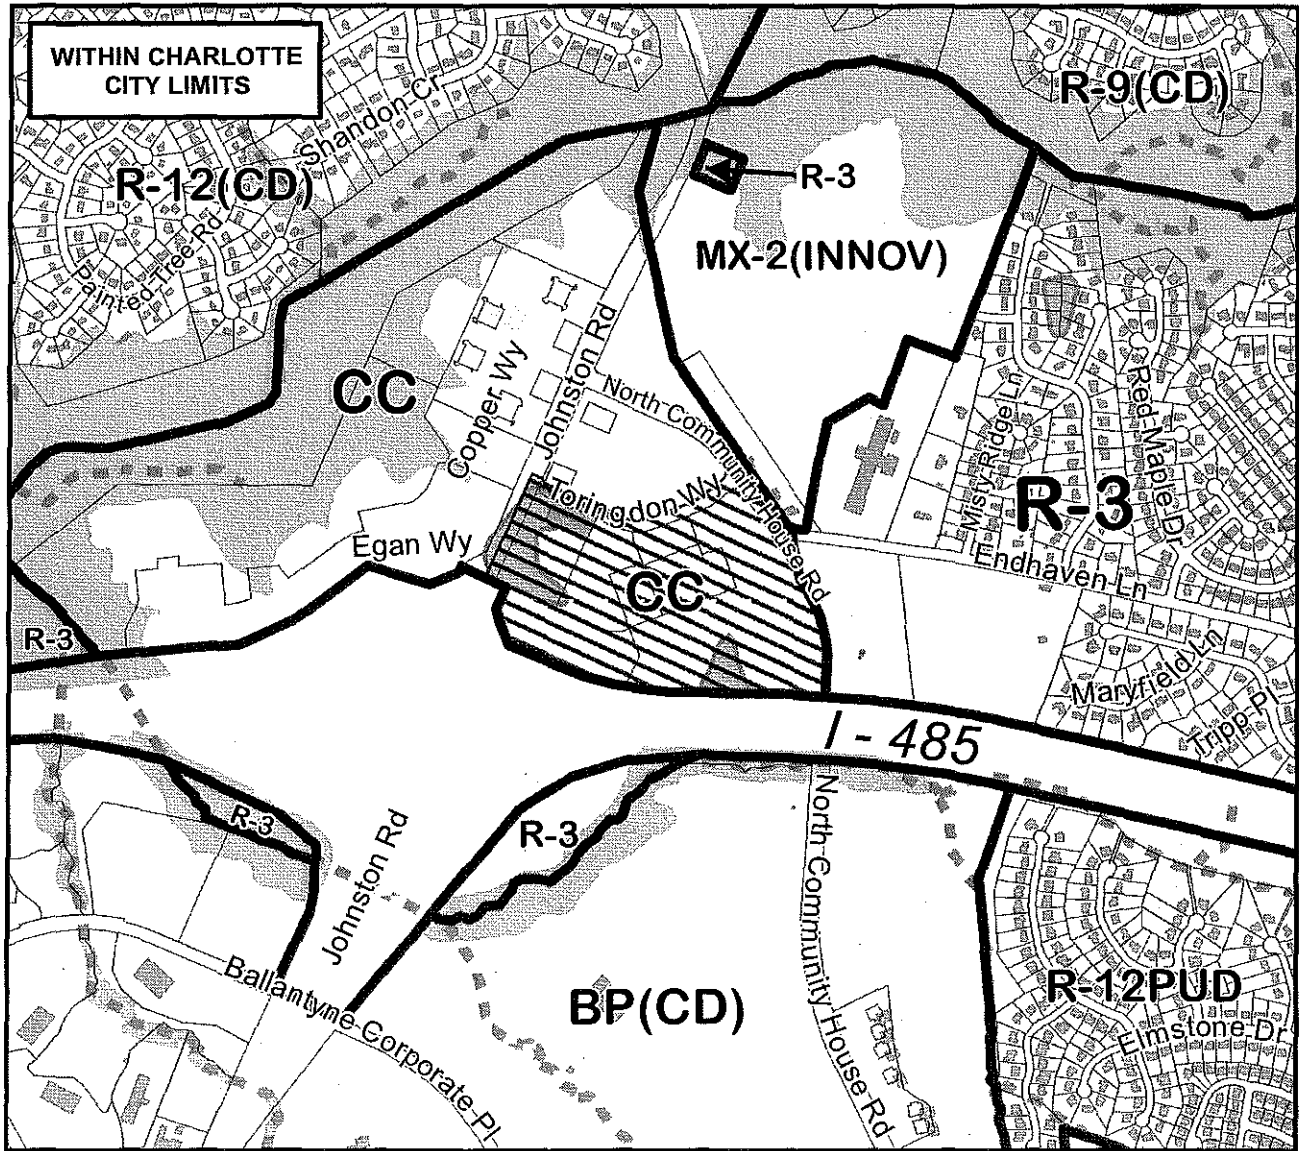 WITHIN CHARLOTTE
CITY LIMITS
Shandon Cr
R-9(CD)
R-12(CD)
R-3
Painted Tree Rd
MX-2(INNOV)
CC
Copper Wy
Johnston Rd
North Community House Rd
Misty Ridge Ln
Red Maple Dr
R-3
Toringdon Wy
Egan Wy
CC
Endhaven Ln
R-3
Maryfield Ln
Tripp Pl
I - 485
R-3
R-3
Johnston Rd
North Community House Rd
Ballantyne Corporate Pl
BP(CD)
R-12PUD
Elmstone Dr